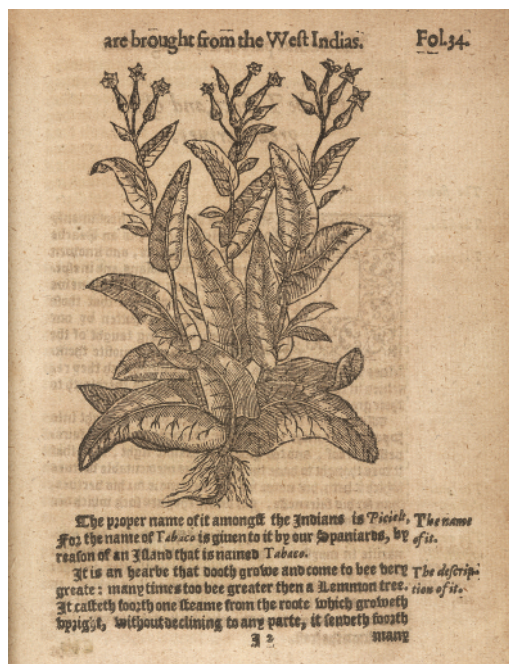 are brought from the West Indias.
Fol.34.
The proper name of it amongst the Indians is Picielt,
For the name of Tabaco is giuen to it by our Spaniards, by
reason of an Island that is named Tabaco.
The name
of it.
It is an hearbe that dooth growe and come to bee very
greate: many times too bee greater then a Lemmon tree.
It casteth foorth one steame from the roote which groweth
vpright, without declining to any parte, it sendeth foorth
The descrip-
tion of it.
I 2
many